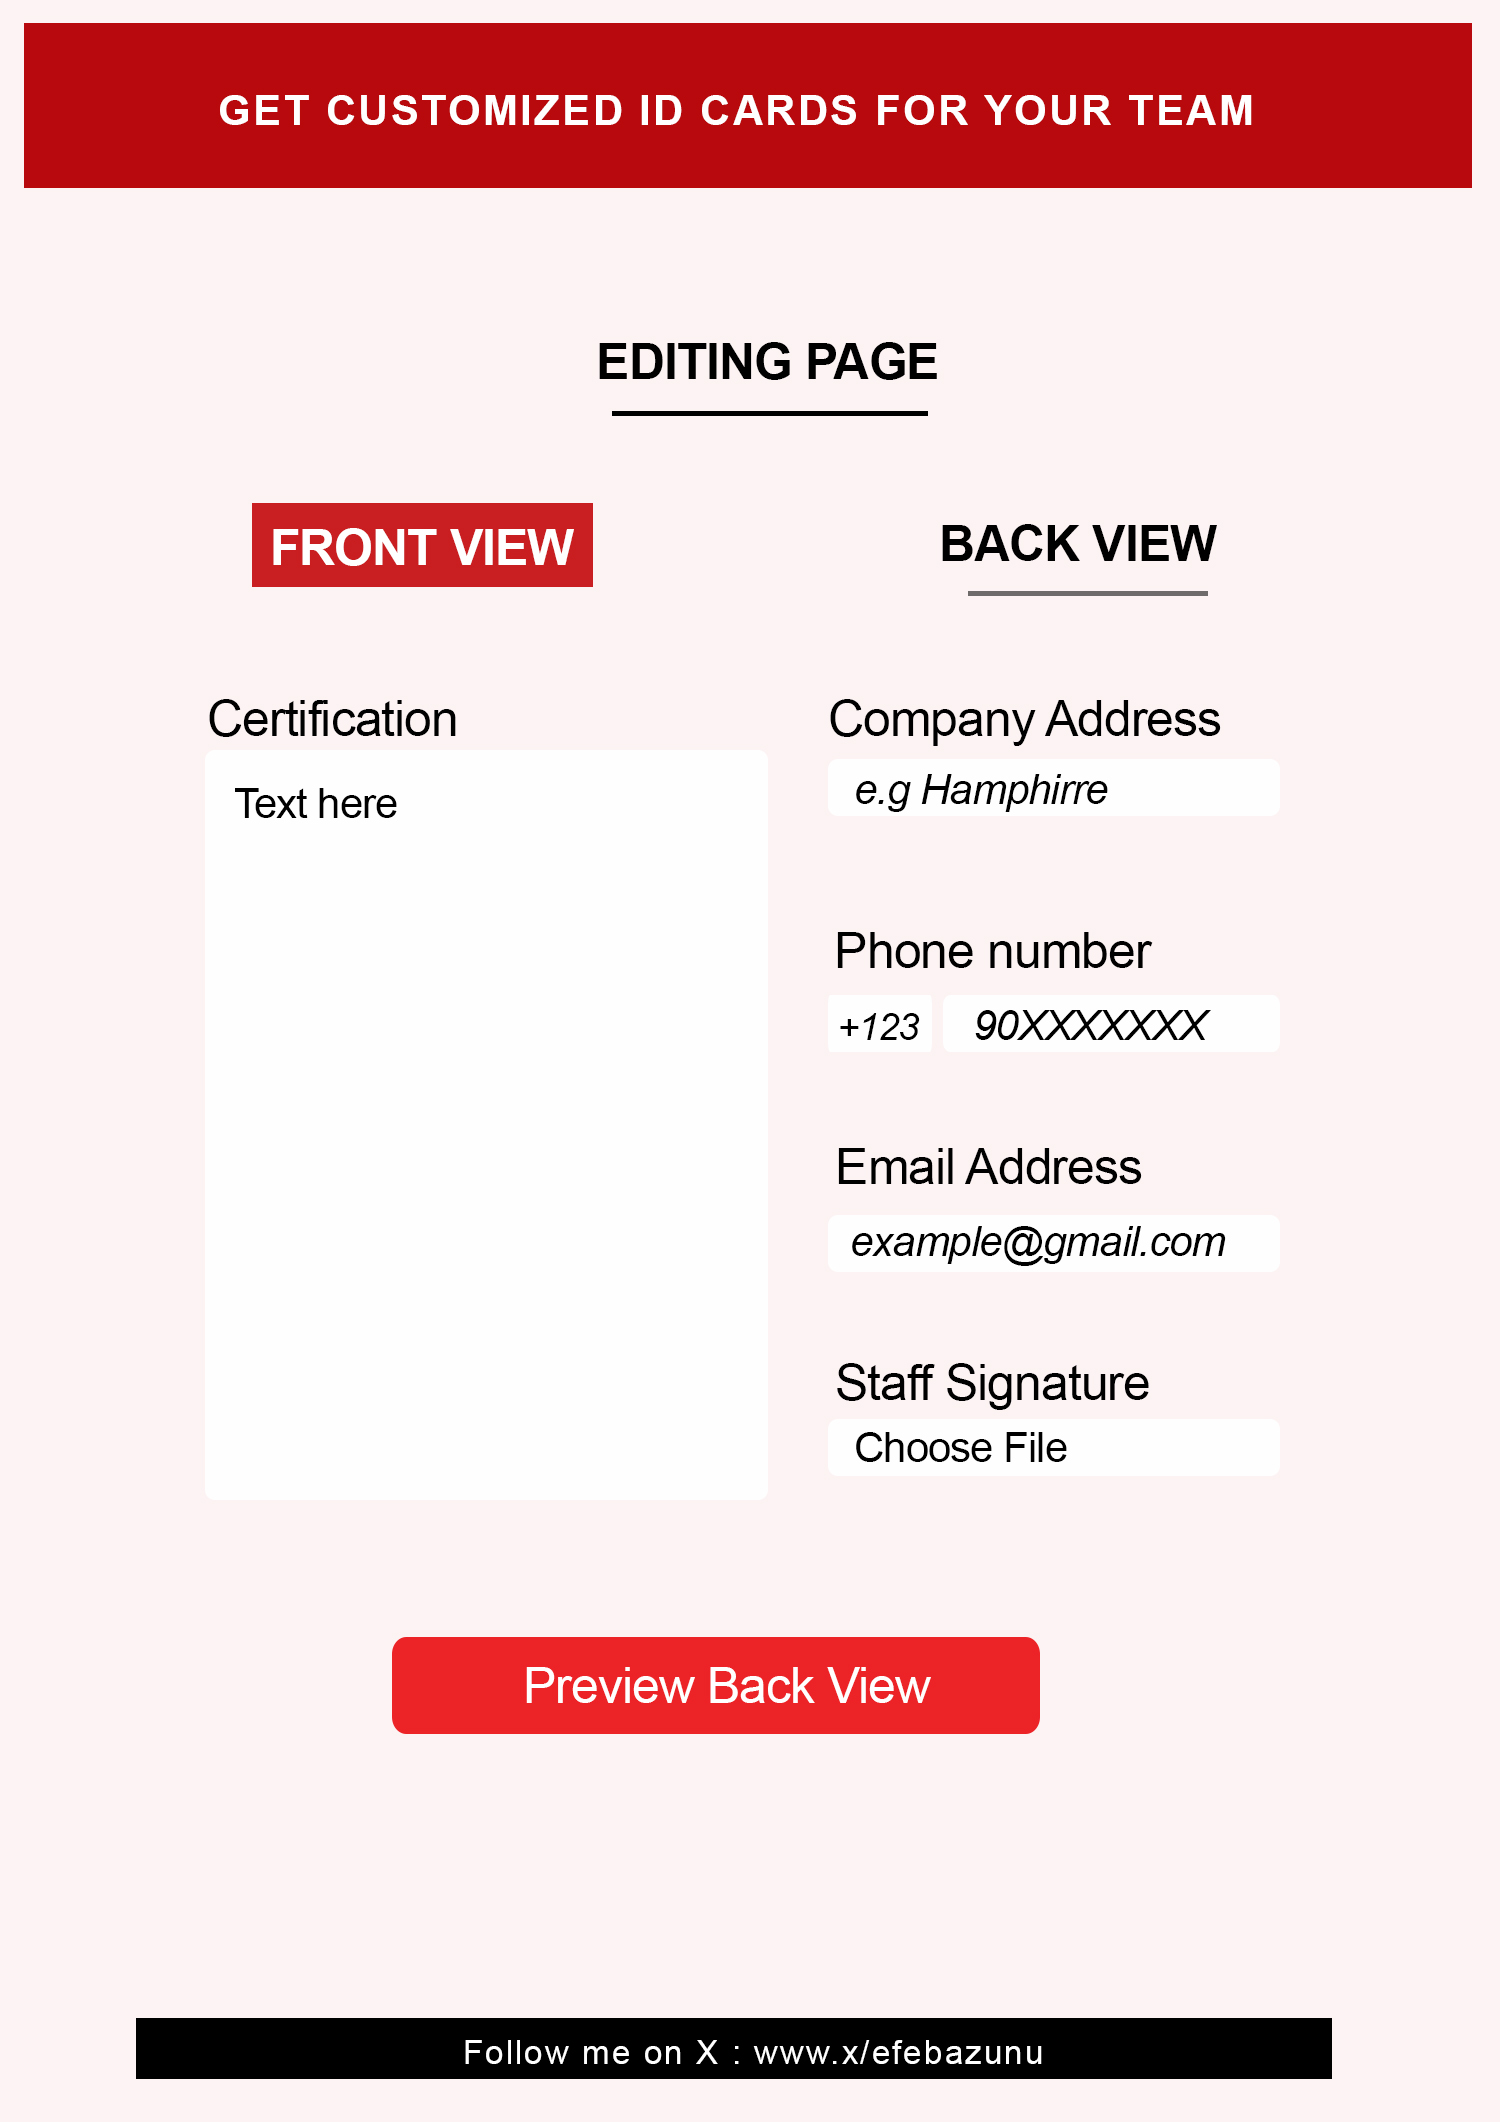 GET CUSTOMIZED ID CARDS FOR YOUR TEAM
EDITING PAGE
FRONT VIEW
BACK VIEW
Certification
Text here
Company Address
e.g Hamphirre
Phone number
+123 90XXXXXXX
Email Address
example@gmail.com
Staff Signature
Choose File
Preview Back View
Follow me on X : www.x/efebazunu